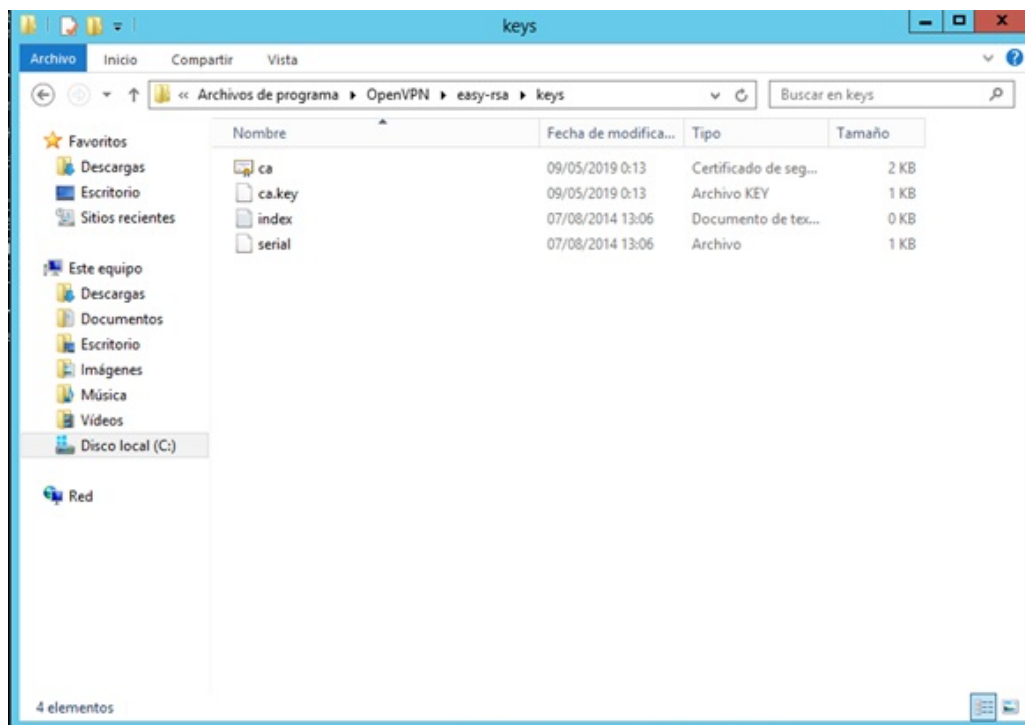 keys
Archivo Inicio Compartir Vista
« Archivos de programa OpenVPN easy-rsa keys Buscar en keys
Nombre Fecha de modifica... Tipo Tamaño
Favoritos
Descargas
Escritorio
Sitios recientes
Este equipo
Descargas
Documentos
Escritorio
Imágenes
Música
Vídeos
Disco local (C:)
Red
ca 09/05/2019 0:13 Certificado de seg... 2 KB
ca.key 09/05/2019 0:13 Archivo KEY 1 KB
index 07/08/2014 13:06 Documento de tex... 0 KB
serial 07/08/2014 13:06 Archivo 1 KB
4 elementos